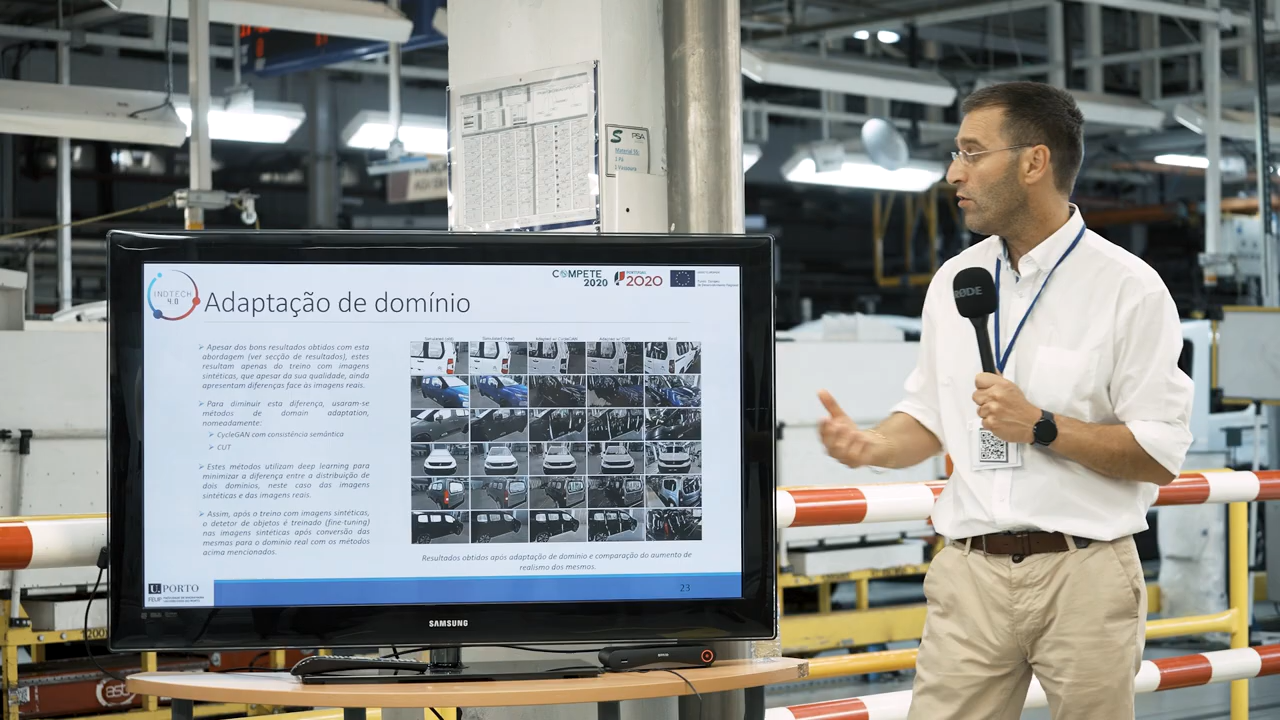 PSA
Material Ok
INDTECH
4.0
Adaptação de domínio
COMPETE
2020
PORTUGAL
2020
Apesar dos bons resultados obtidos com esta
abordagem (ver secção de resultados), estes
resultam apenas do treino com imagens
sintéticas, que apesar da sua qualidade, ainda
apresentam diferenças face às imagens reais.
Para diminuir esta diferença, usaram-se
métodos de domain adaptation,
nomeadamente:
CycleGAN com consistência semântica
CUT
Estes métodos utilizam deep learning para
minimizar a diferença entre a distribuição de
dois domínios, neste caso das imagens
sintéticas e das imagens reais.
Assim, após o treino com imagens sintéticas,
o detetor de objetos é treinado (fine-tuning)
nas imagens sintéticas após conversão das
mesmas para o domínio real com os métodos
acima mencionados.
Resultados obtidos após adaptação de domínio e comparação do aumento de
realismo dos mesmos.
U.PORTO
FEUP
23
SAMSUNG
RØDE